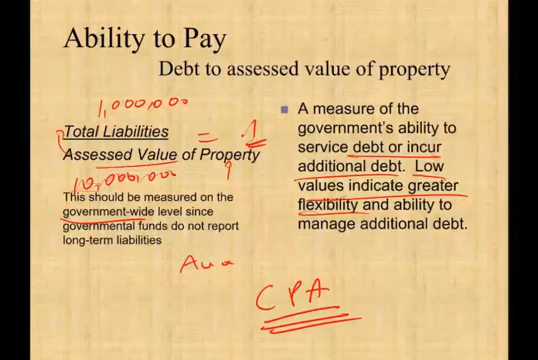 Ability to Pay
Debt to assessed value of property
1,000,000
Total Liabilities
Assessed Value of Property
= .1
10,000,000
This should be measured on the
government-wide level since
governmental funds do not report
long-term liabilities
A measure of the
government's ability to
service debt or incur
additional debt. Low
values indicate greater
flexibility and ability to
manage additional debt.
CPA